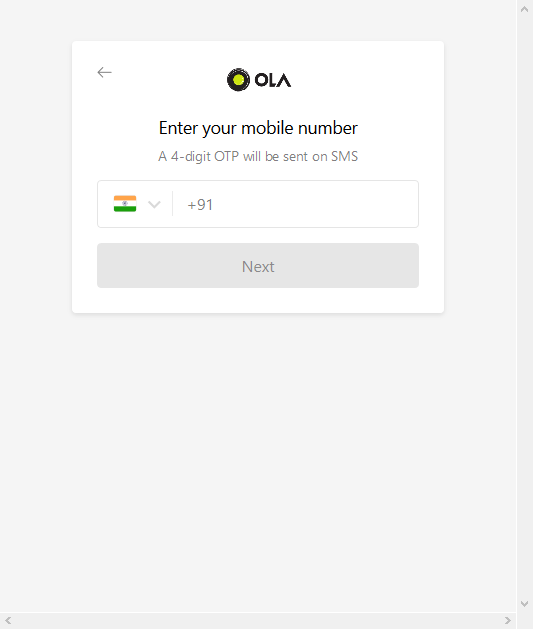 OLA
Enter your mobile number
A 4-digit OTP will be sent on SMS
+91
Next